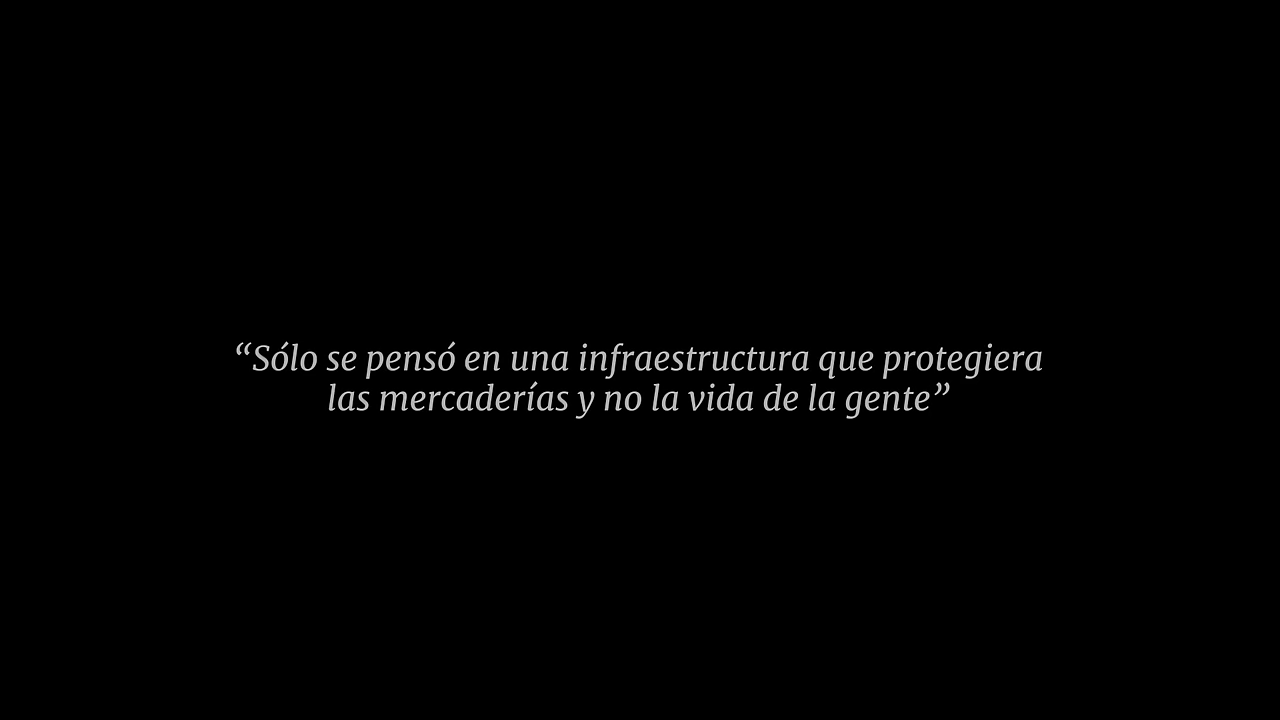 “Sólo se pensó en una infraestructura que protegiera
las mercaderías y no la vida de la gente”